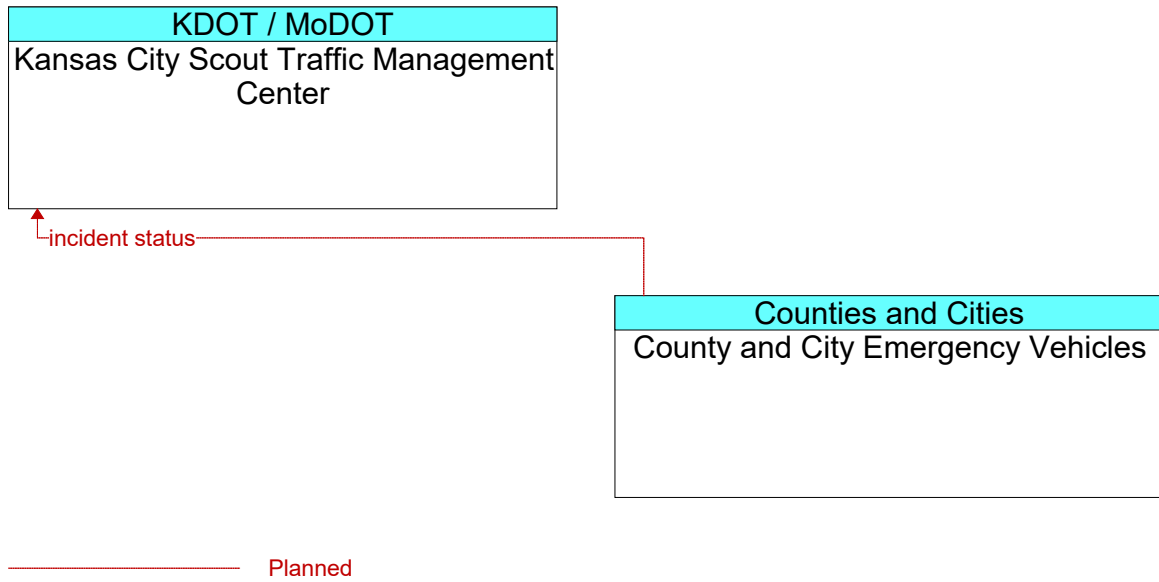 KDOT / MoDOT
Kansas City Scout Traffic Management
Center
incident status
Counties and Cities
County and City Emergency Vehicles
Planned